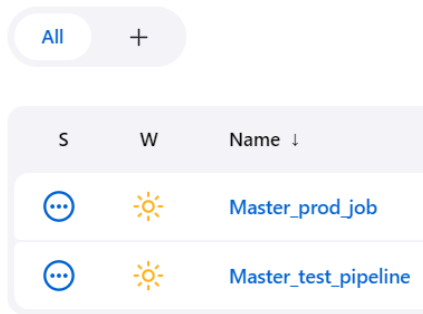 All +
S W Name ↓
Master_prod_job
Master_test_pipeline